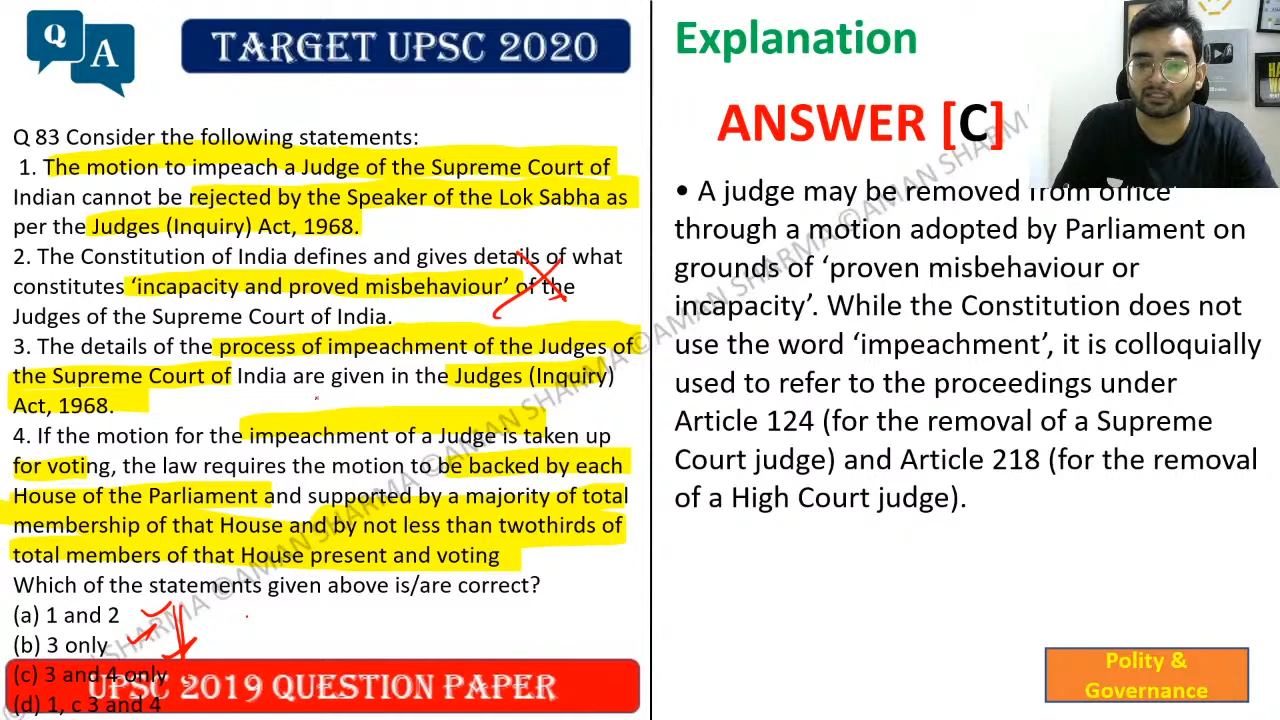 Q
A
TARGET UPSC 2020
Q 83 Consider the following statements:
1. The motion to impeach a Judge of the Supreme Court of
Indian cannot be rejected by the Speaker of the Lok Sabha as
per the Judges (Inquiry) Act, 1968.
2. The Constitution of India defines and gives details of what
constitutes ‘incapacity and proved misbehaviour’ of the
Judges of the Supreme Court of India.
3. The details of the process of impeachment of the Judges of
the Supreme Court of India are given in the Judges (Inquiry)
Act, 1968.
4. If the motion for the impeachment of a Judge is taken up
for voting, the law requires the motion to be backed by each
House of the Parliament and supported by a majority of total
membership of that House and by not less than twothirds of
total members of that House present and voting
Which of the statements given above is/are correct?
(a) 1 and 2
(b) 3 only
(c) 3 and 4 only
(d) 1, c 3 and 4
UPSC 2019 QUESTION PAPER
Explanation
ANSWER [C]
• A judge may be removed from office
through a motion adopted by Parliament on
grounds of ‘proven misbehaviour or
incapacity’. While the Constitution does not
use the word ‘impeachment’, it is colloquially
used to refer to the proceedings under
Article 124 (for the removal of a Supreme
Court judge) and Article 218 (for the removal
of a High Court judge).
Polity &
Governance
©AMAN SHARMA ©AMAN SHARMA ©AMAN SHARMA